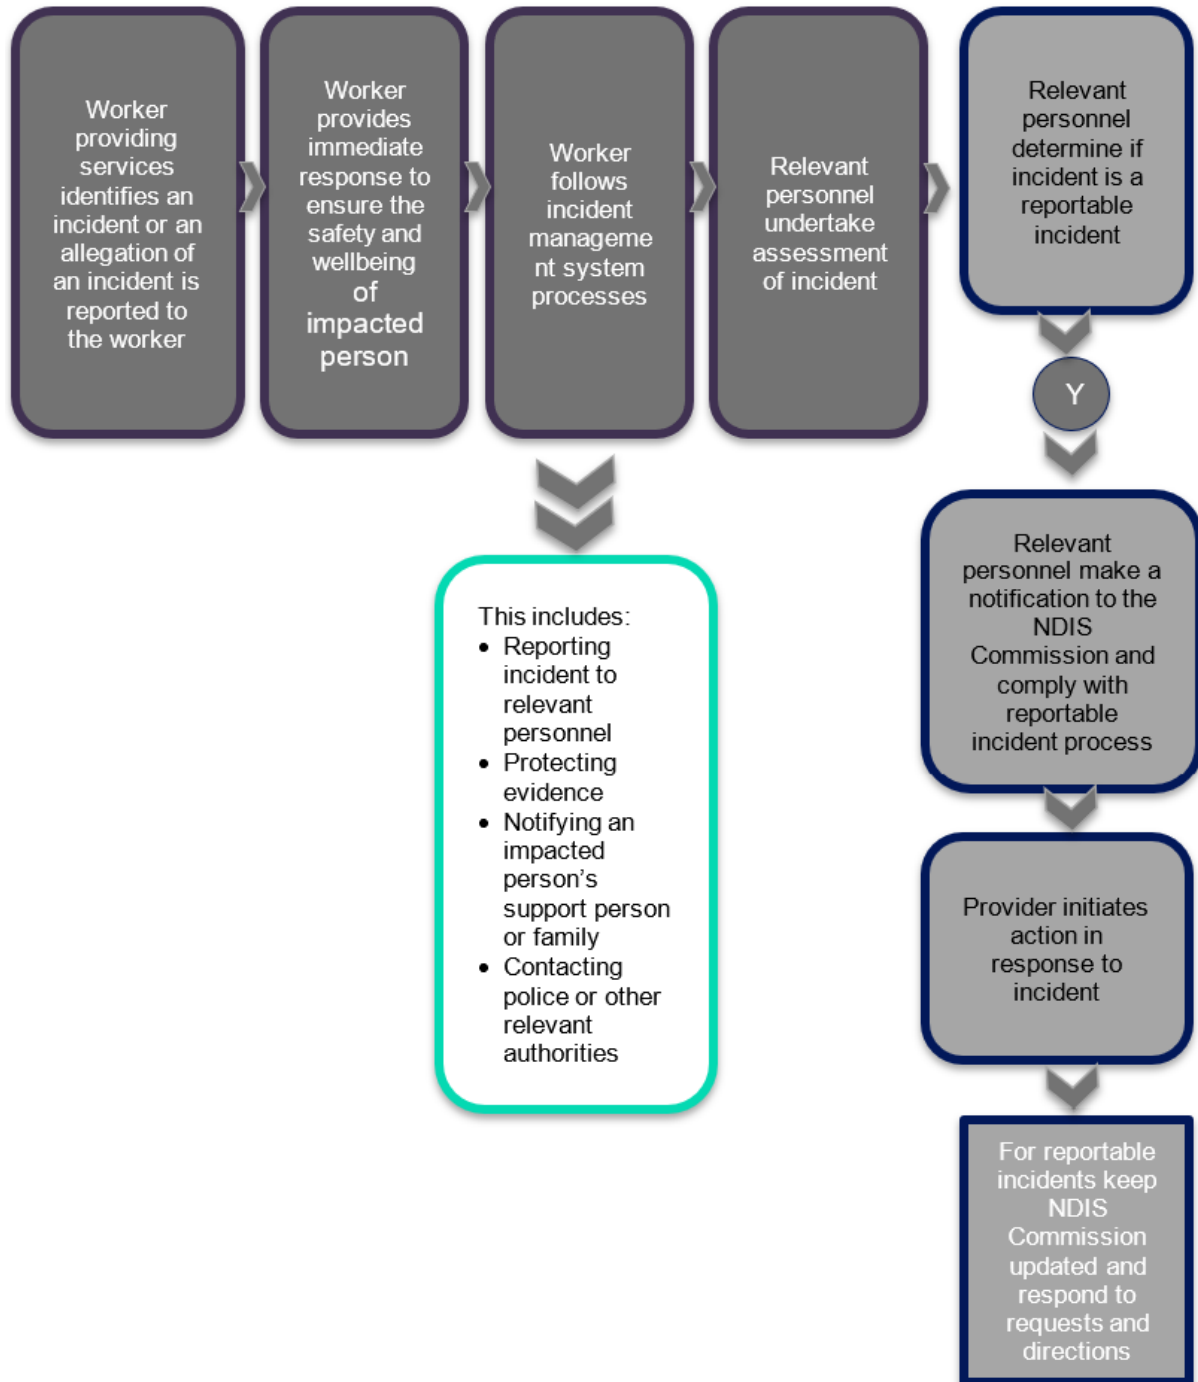 Worker
providing
services
identifies an
incident or an
allegation of
an incident is
reported to
the worker
Worker
provides
immediate
response to
ensure the
safety and
wellbeing
of
impacted
person
Worker
follows
incident
manageme
nt system
processes
Relevant
personnel
undertake
assessment
of incident
Relevant
personnel
determine if
incident is a
reportable
incident
Y
This includes:
• Reporting
incident to
relevant
personnel
• Protecting
evidence
• Notifying an
impacted
person’s
support person
or family
• Contacting
police or other
relevant
authorities
Relevant
personnel make a
notification to the
NDIS
Commission and
comply with
reportable
incident process
Provider initiates
action in
response to
incident
For reportable
incidents keep
NDIS
Commission
updated and
respond to
requests and
directions